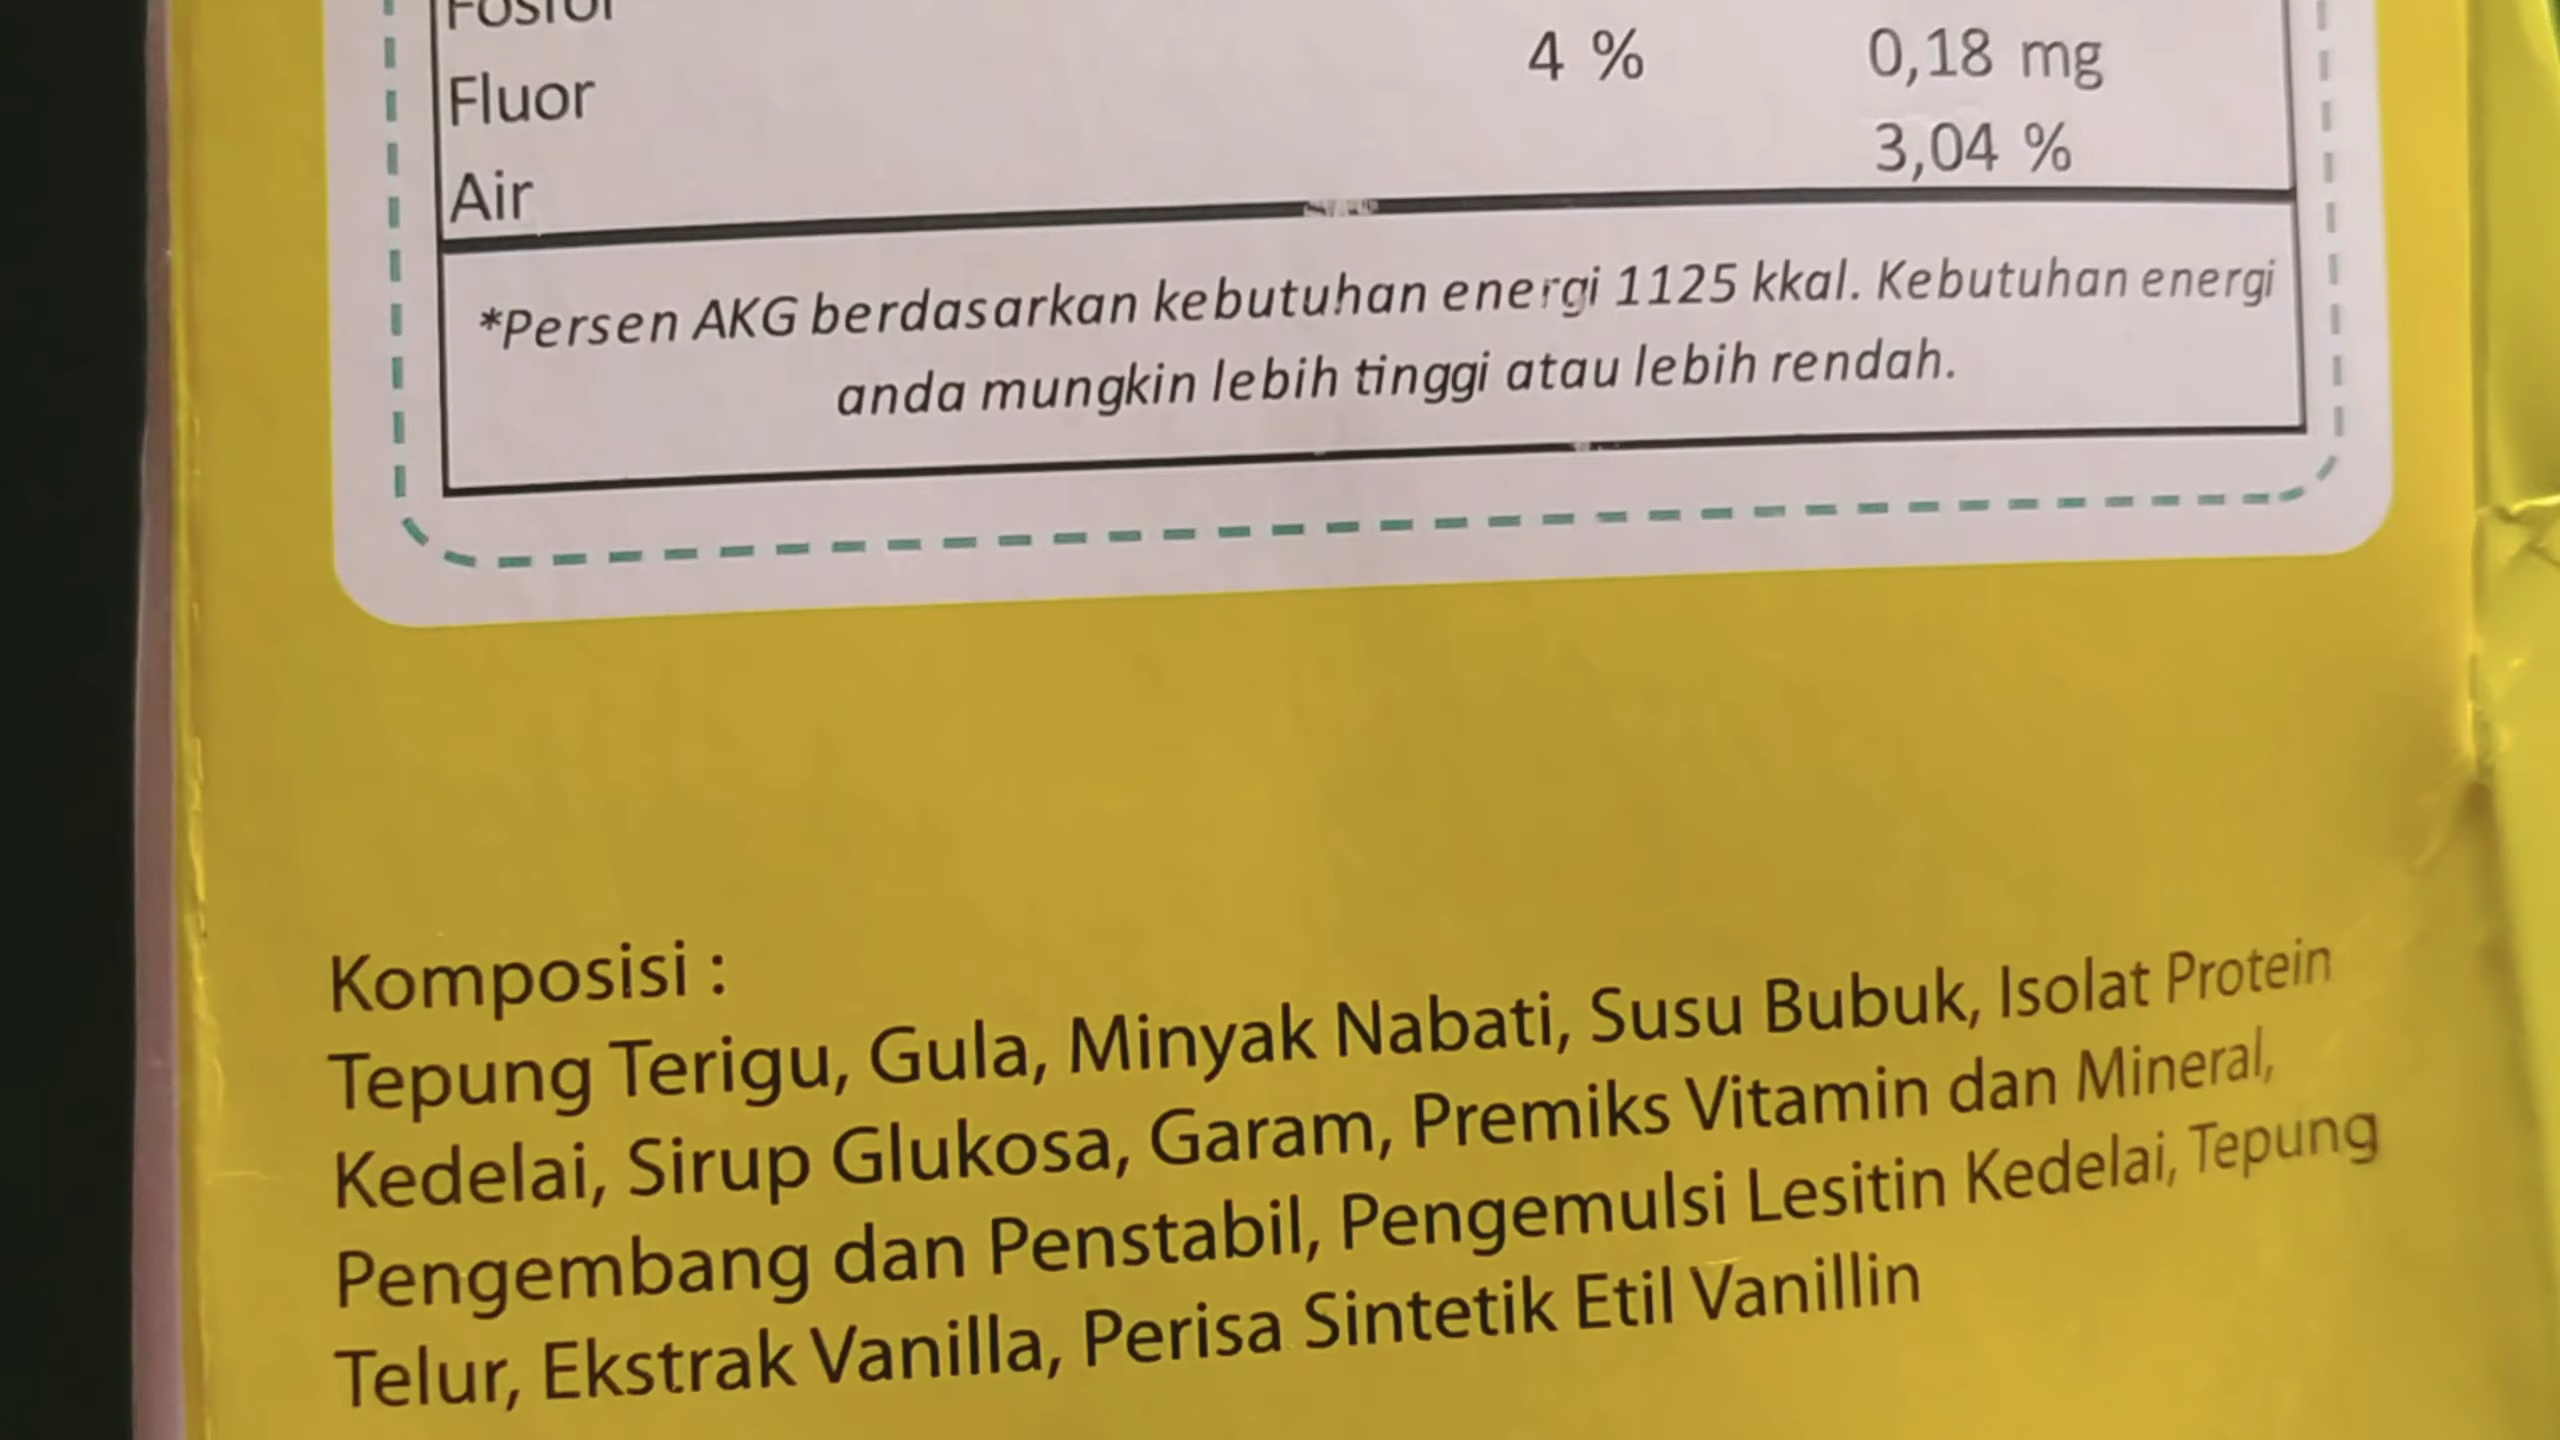 Fosfor
Fluor 4 % 0,18 mg
Air 3,04 %
*Persen AKG berdasarkan kebutuhan energi 1125 kkal. Kebutuhan energi
anda mungkin lebih tinggi atau lebih rendah.
Komposisi :
Tepung Terigu, Gula, Minyak Nabati, Susu Bubuk, Isolat Protein
Kedelai, Sirup Glukosa, Garam, Premiks Vitamin dan Mineral,
Pengembang dan Penstabil, Pengemulsi Lesitin Kedelai, Tepung
Telur, Ekstrak Vanilla, Perisa Sintetik Etil Vanillin